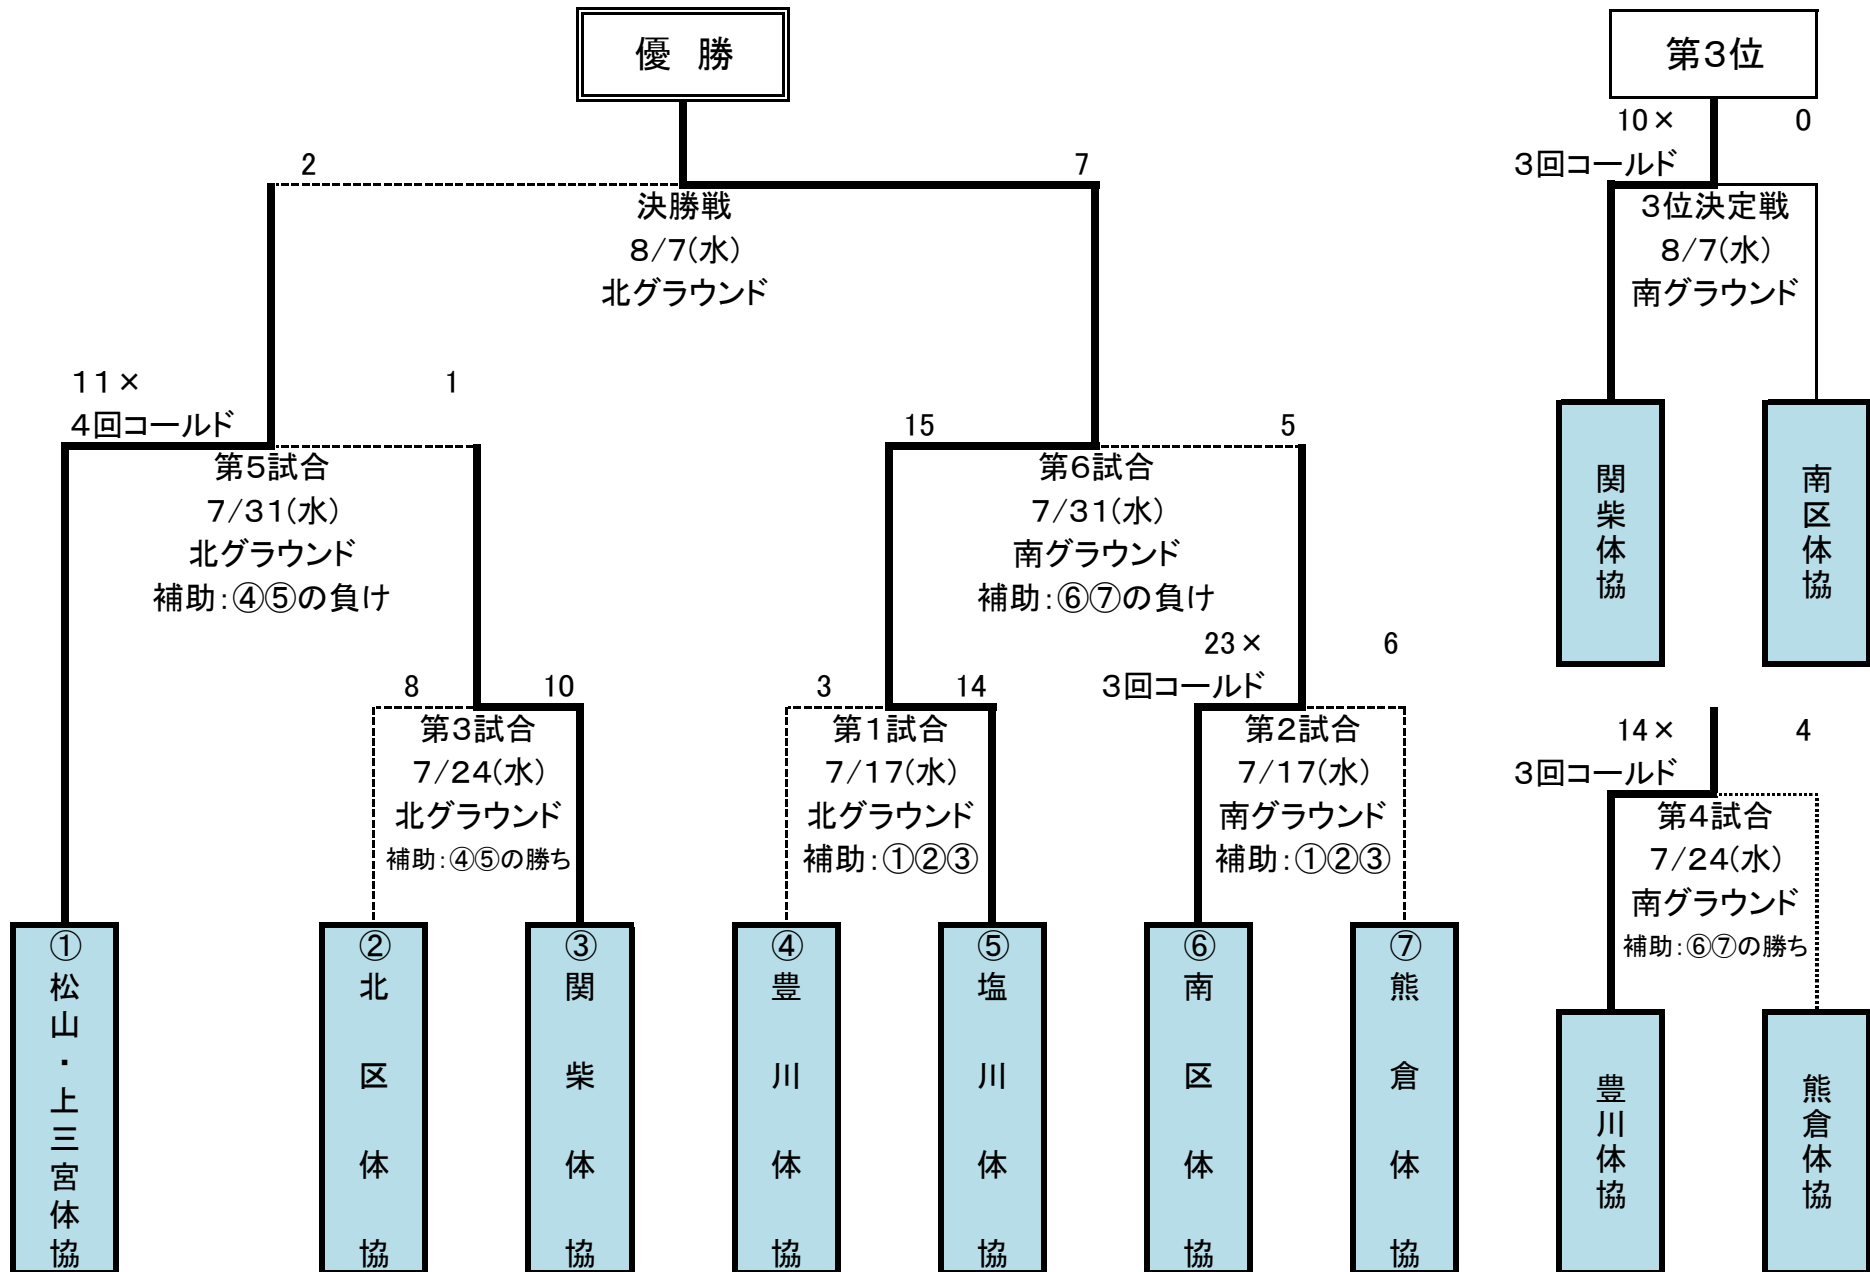 優 勝
第3位
10× 0
3回コールド
2 7
決勝戦
8/7(水)
北グラウンド
3位決定戦
8/7(水)
南グラウンド
11× 1
4回コールド
15 5
第5試合
7/31(水)
北グラウンド
補助:④⑤の負け
第6試合
7/31(水)
南グラウンド
補助:⑥⑦の負け
関柴体協
南区体協
8 10
第3試合
7/24(水)
北グラウンド
補助:④⑤の勝ち
3 14
第1試合
7/17(水)
北グラウンド
補助:①②③
23× 6
3回コールド
第2試合
7/17(水)
南グラウンド
補助:①②③
14× 4
3回コールド
第4試合
7/24(水)
南グラウンド
補助:⑥⑦の勝ち
①松山・上三宮体協
②北区体協
③関柴体協
④豊川体協
⑤塩川体協
⑥南区体協
⑦熊倉体協
豊川体協
熊倉体協